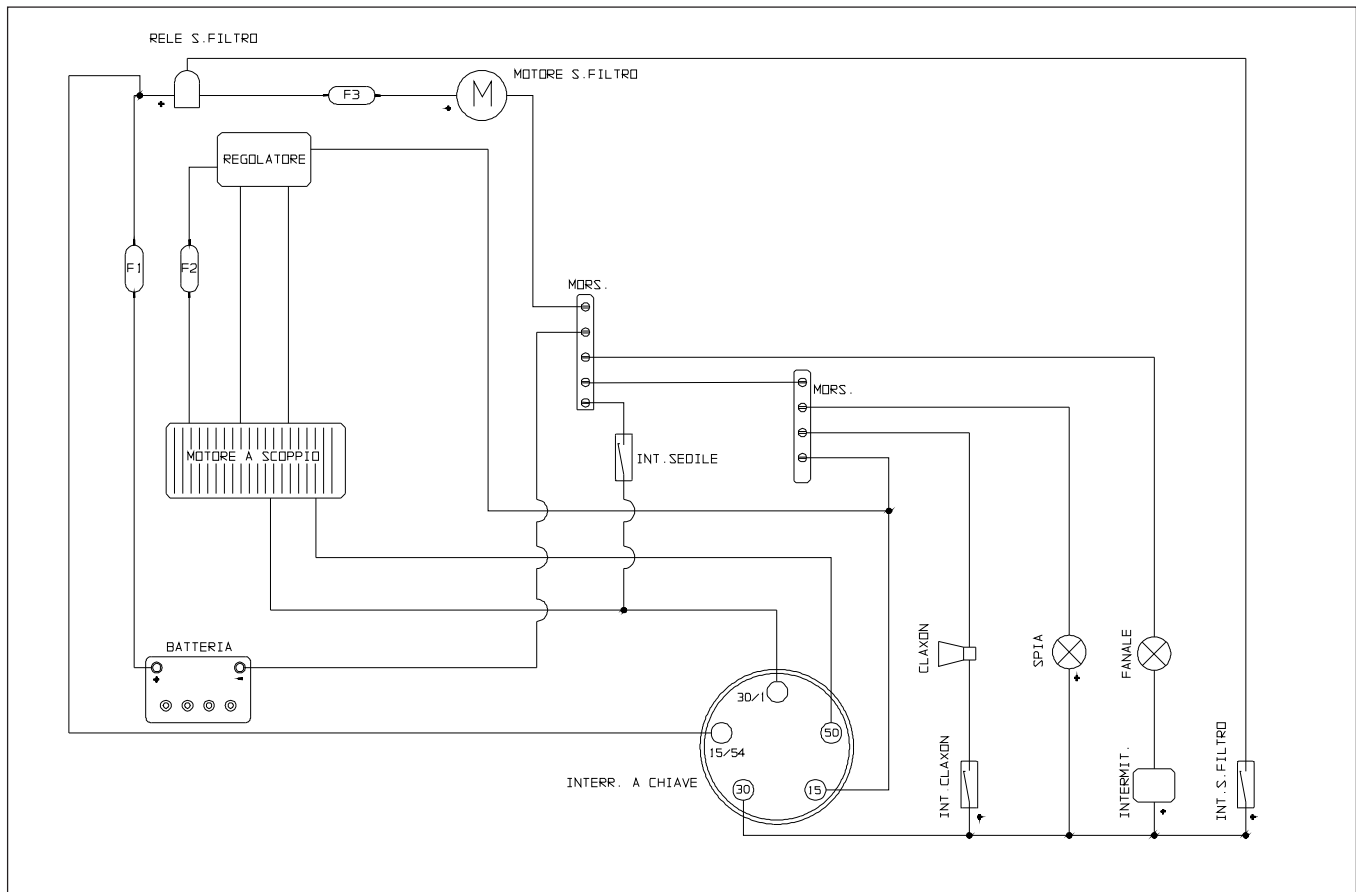 RELE S.FILTRO
MOTORE S.FILTRO
F3
M
REGOLATORE
F1
F2
MORS.
MORS.
MOTORE A SCOPPIO
INT.SEDILE
BATTERIA
+
-
CLAXON
SPIA
FANALE
30/1
50
15/54
INTERR. A CHIAVE
30
15
INT.CLAXON
INTERMIT.
INT.S.FILTRO